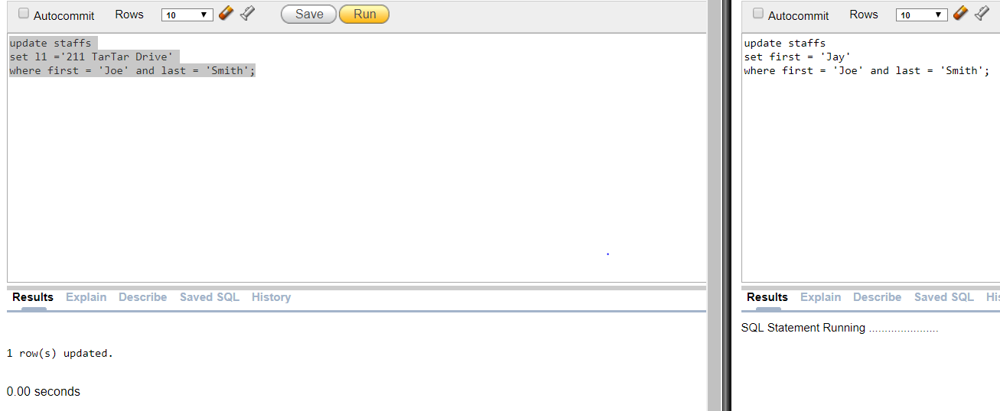 Autocommit Rows 10 Save Run
update staffs
set l1 ='211 TarTar Drive'
where first = 'Joe' and last = 'Smith';
Results Explain Describe Saved SQL History
1 row(s) updated.
0.00 seconds
Autocommit Rows 10
update staffs
set first = 'Jay'
where first = 'Joe' and last = 'Smith';
Results Explain Describe Saved SQL His
SQL Statement Running ......................